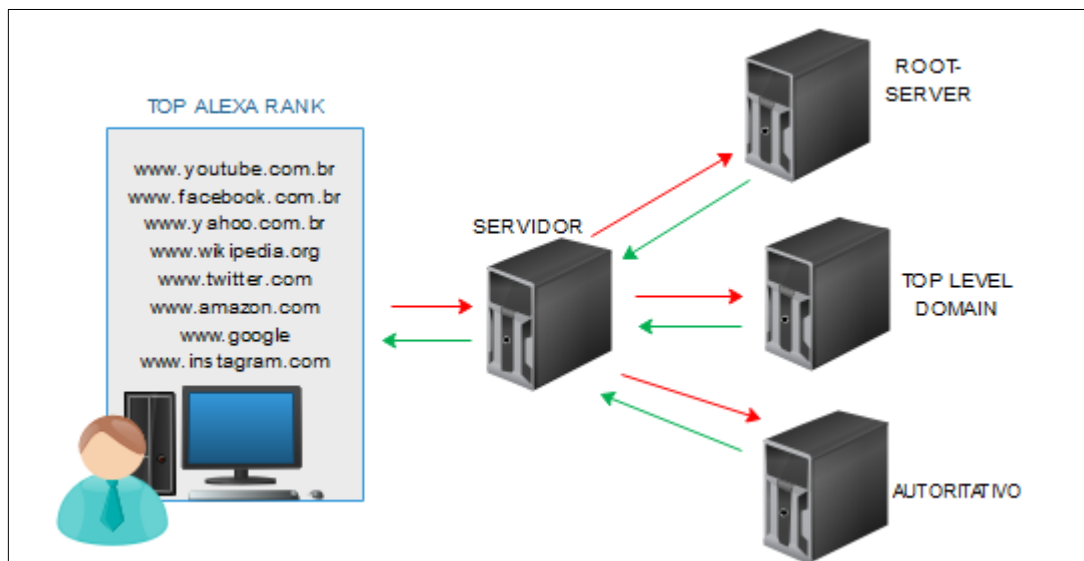 TOP ALEXA RANK
www.youtube.com.br
www.facebook.com.br
www.yahoo.com.br
www.wikipedia.org
www.twitter.com
www.amazon.com
www.google
www.instagram.com
SERVIDOR
ROOT-
SERVER
TOP LEVEL
DOMAIN
AUTORITATIVO